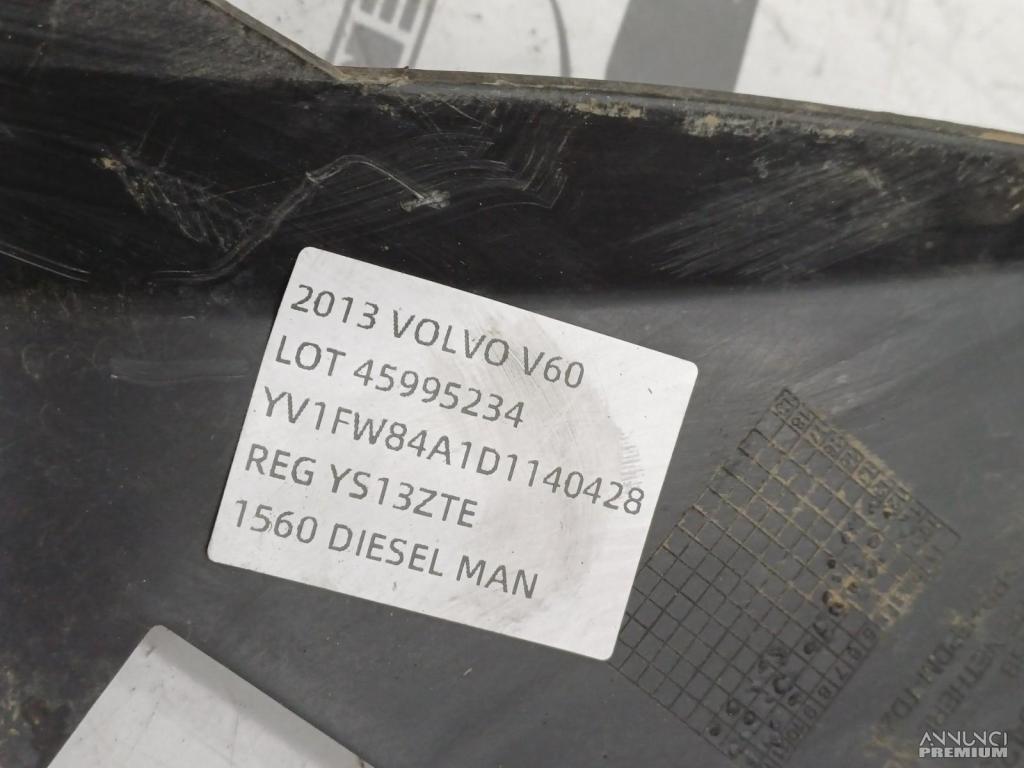 2013 VOLVO V60
LOT 45995234
YV1FW84A1D1140428
REG YS13ZTE
1560 DIESEL MAN
ANNUNCI
PREMIUM